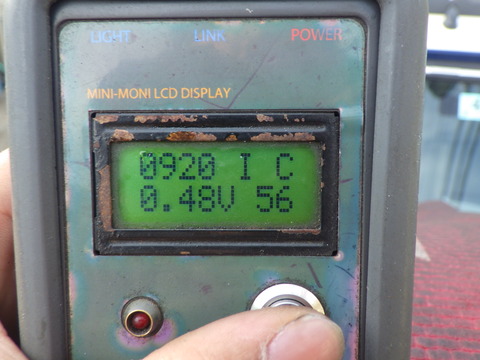 LIGHT LINK POWER
MINI-MONI LCD DISPLAY
0920 I C
0.48V 56